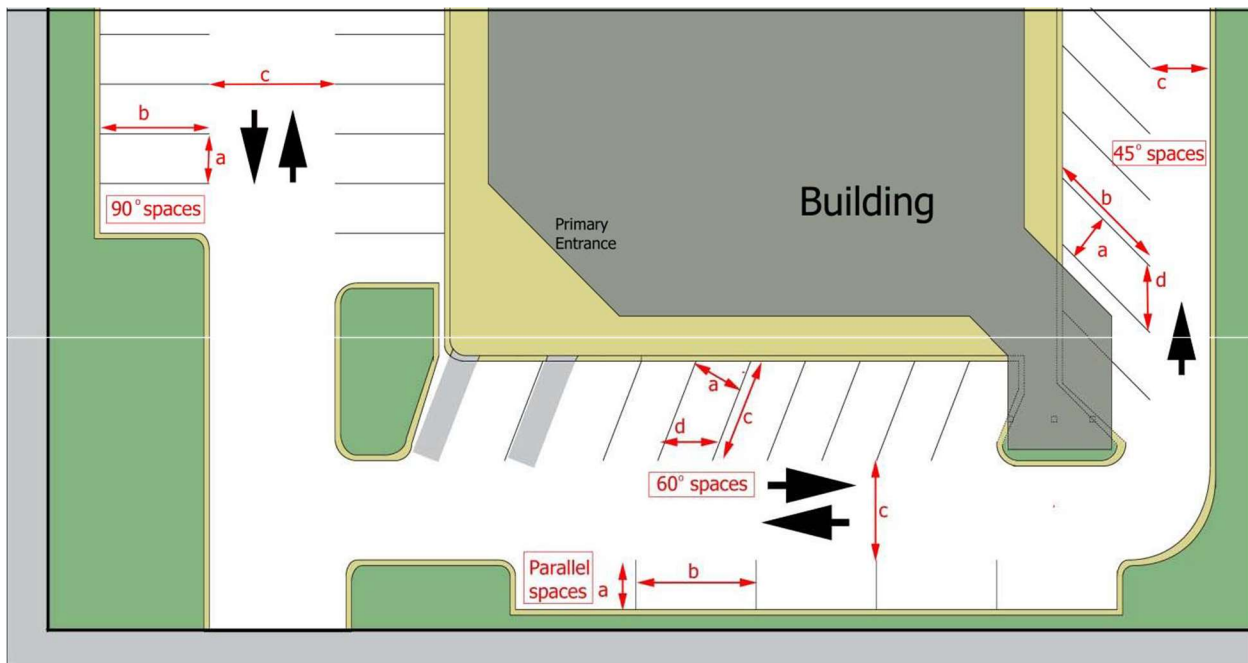 c
b
a
90° spaces
Primary
Entrance
Building
c
45° spaces
b
a
d
a
c
d
60° spaces
c
Parallel
spaces
a
b